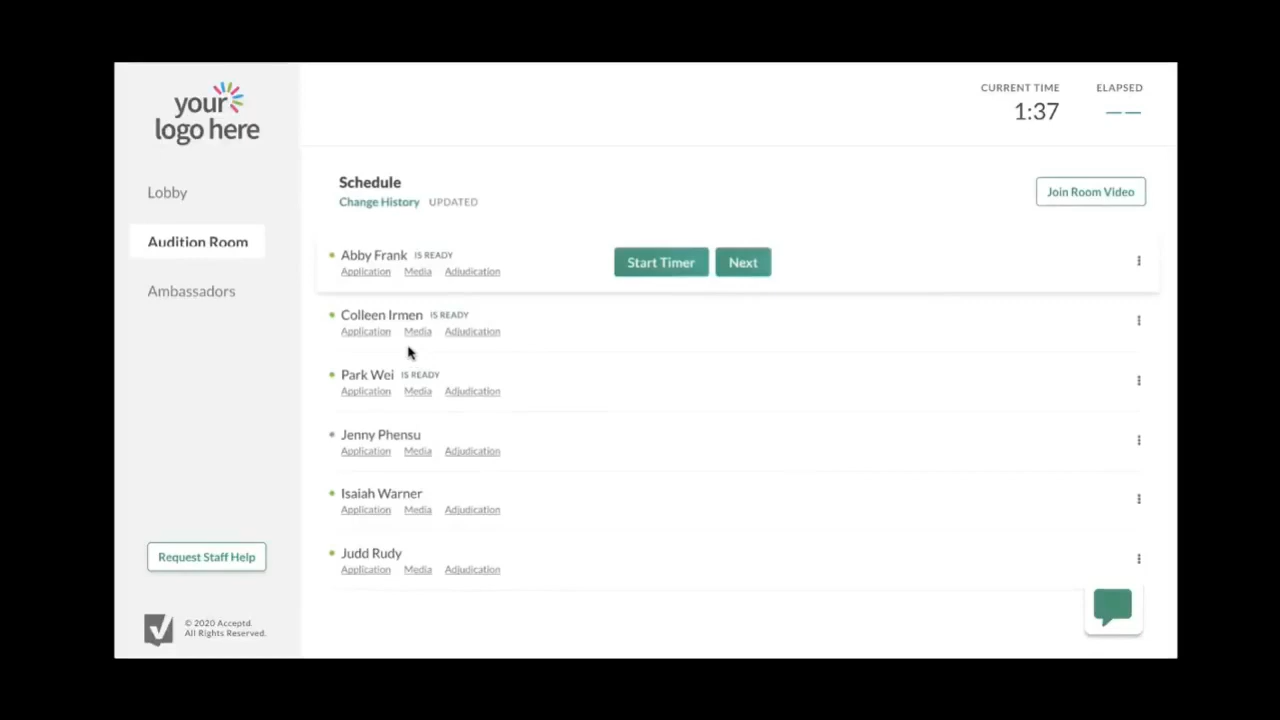 your
logo here
CURRENT TIME
ELAPSED
1:37
— —
Lobby
Audition Room
Ambassadors
Schedule
Change History UPDATED
Join Room Video
Abby Frank IS READY
Application Media Adjudication
Start Timer
Next
Colleen Irmen IS READY
Application Media Adjudication
Park Wei IS READY
Application Media Adjudication
Jenny Phensu
Application Media Adjudication
Isaiah Warner
Application Media Adjudication
Judd Rudy
Application Media Adjudication
Request Staff Help
© 2020 Acceptd.
All Rights Reserved.